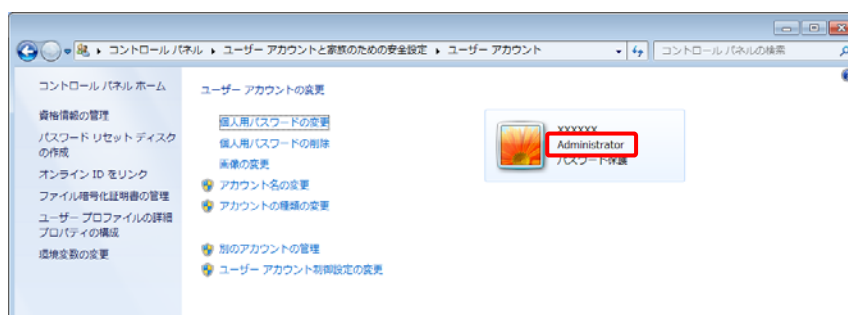 コントロール パネル ▸ ユーザー アカウントと家族のための安全設定 ▸ ユーザー アカウント
コントロール パネルの検索
コントロール パネル ホーム
資格情報の管理
パスワード リセット ディスク
の作成
オンライン ID をリンク
ファイル暗号化証明書の管理
ユーザー プロファイルの詳細
プロパティの構成
環境変数の変更
ユーザー アカウントの変更
個人用パスワードの変更
個人用パスワードの削除
画像の変更
アカウント名の変更
アカウントの種類の変更
別のアカウントの管理
ユーザー アカウント制御設定の変更
xxxxxx
Administrator
パスワード保護